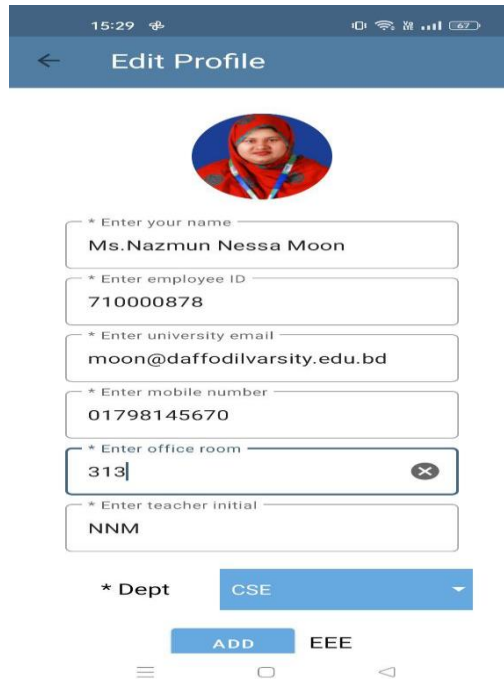 15:29
67
Edit Profile
* Enter your name
Ms.Nazmun Nessa Moon
* Enter employee ID
710000878
* Enter university email
moon@daffodilvarsity.edu.bd
* Enter mobile number
01798145670
* Enter office room
313
* Enter teacher initial
NNM
* Dept CSE
ADD EEE